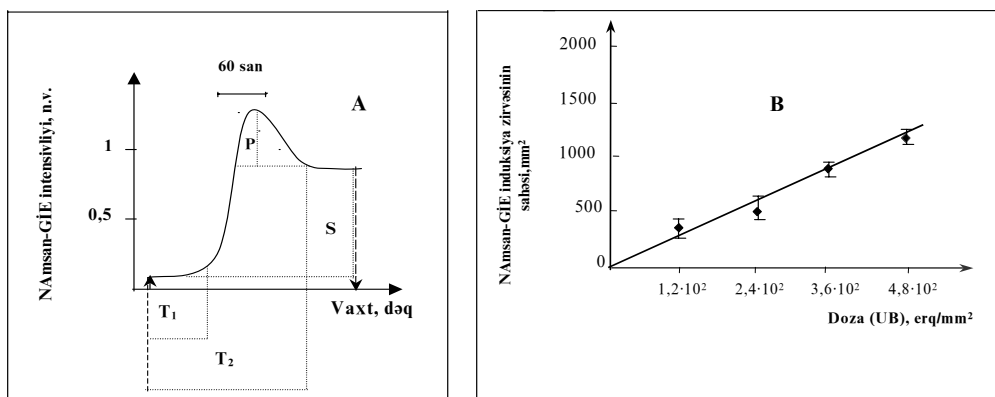 60 san
A
NAmsan-GİE intensivliyi, n.v.
1
0,5
P
S
T₁
T₂
Vaxt, dəq
B
NAmsan-GİE induksiya zirvəsinin
sahəsi,mm²
2000
1500
1000
500
0
1,2·10²
2,4·10²
3,6·10²
4,8·10²
Doza (UB), erq/mm²